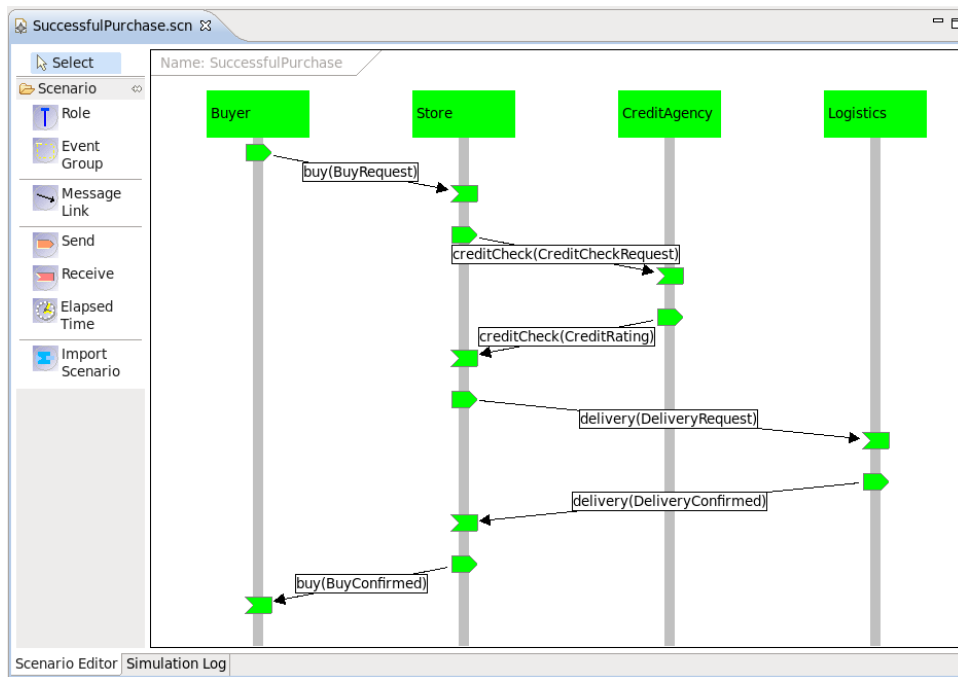 SuccessfulPurchase.scn
Select
Name: SuccessfulPurchase
Scenario
Role
Event
Group
Message
Link
Send
Receive
Elapsed
Time
Import
Scenario
Buyer
Store
CreditAgency
Logistics
buy(BuyRequest)
creditCheck(CreditCheckRequest)
creditCheck(CreditRating)
delivery(DeliveryRequest)
delivery(DeliveryConfirmed)
buy(BuyConfirmed)
Scenario Editor
Simulation Log